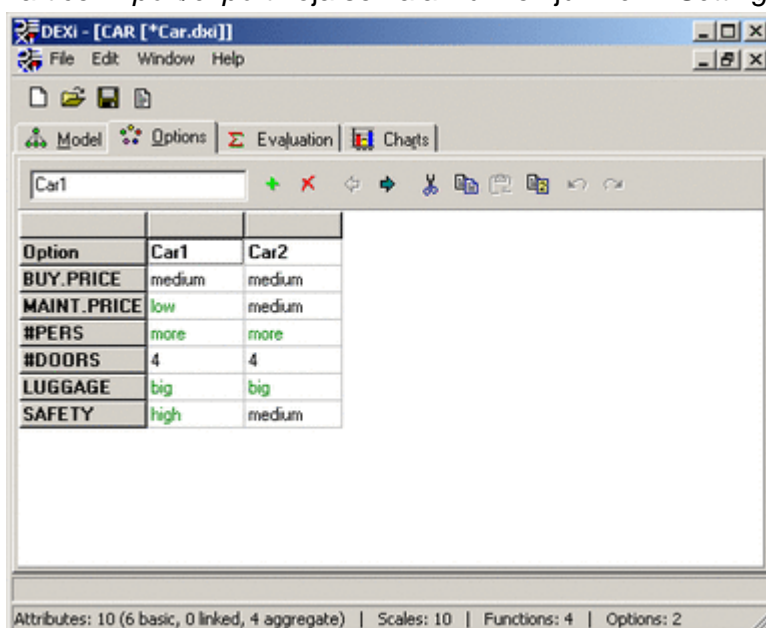 DEXi - [CAR [*Car.dxi]]
File Edit Window Help
Model Options Evaluation Charts
Car1
Option Car1 Car2
BUY.PRICE medium medium
MAINT.PRICE low medium
#PERS more more
#DOORS 4 4
LUGGAGE big big
SAFETY high medium
Attributes: 10 (6 basic, 0 linked, 4 aggregate) | Scales: 10 | Functions: 4 | Options: 2